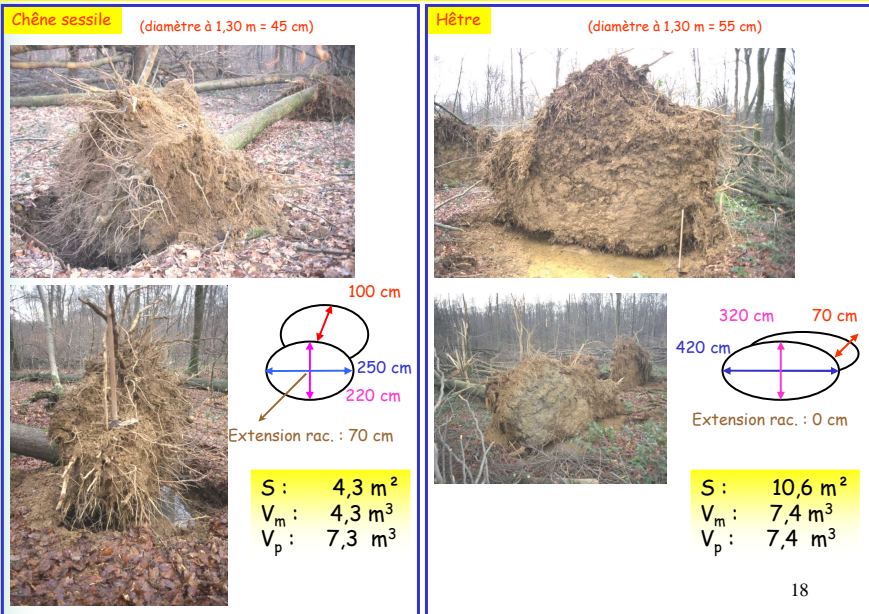 Chêne sessile
(diamètre à 1,30 m = 45 cm)
100 cm
250 cm
220 cm
Extension rac. : 70 cm
S : 4,3 m²
Vm : 4,3 m³
Vp : 7,3 m³
Hêtre
(diamètre à 1,30 m = 55 cm)
320 cm 70 cm
420 cm
Extension rac. : 0 cm
S : 10,6 m²
Vm : 7,4 m³
Vp : 7,4 m³
18